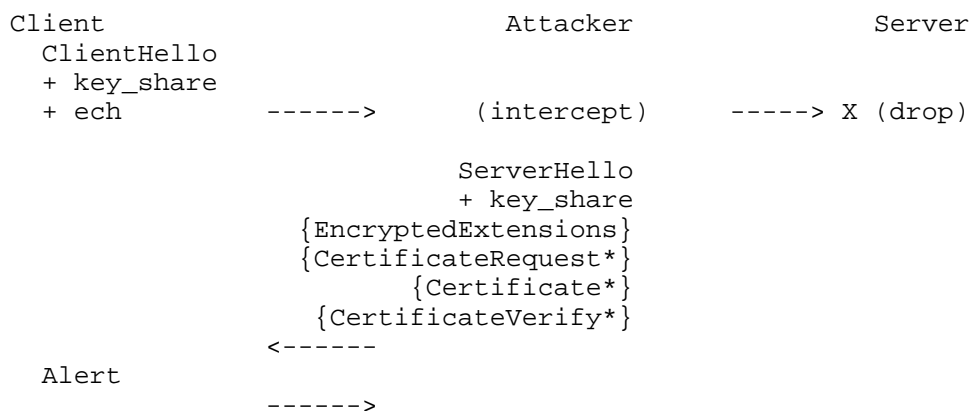 Client Attacker Server
ClientHello
+ key_share
+ ech ------> (intercept) -----> X (drop)
ServerHello
+ key_share
{EncryptedExtensions}
{CertificateRequest*}
{Certificate*}
{CertificateVerify*}
<------
Alert
------>